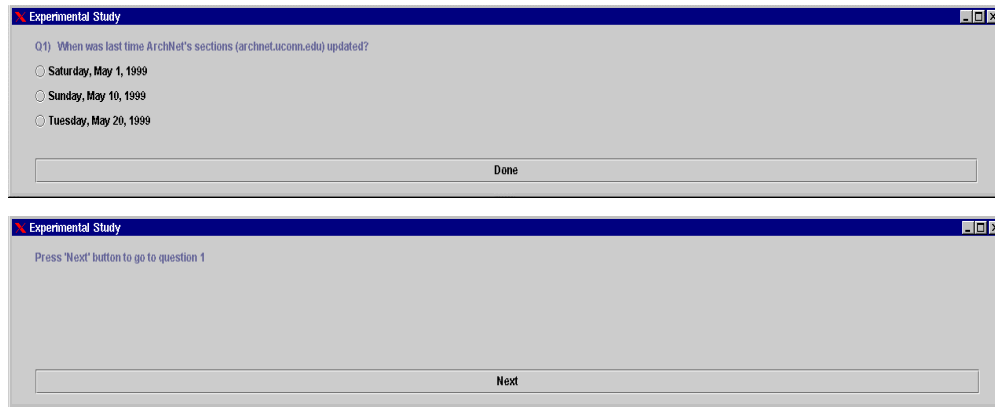 Experimental Study
Q1) When was last time ArchNet's sections (archnet.uconn.edu) updated?
Saturday, May 1, 1999
Sunday, May 10, 1999
Tuesday, May 20, 1999
Done
Experimental Study
Press 'Next' button to go to question 1
Next